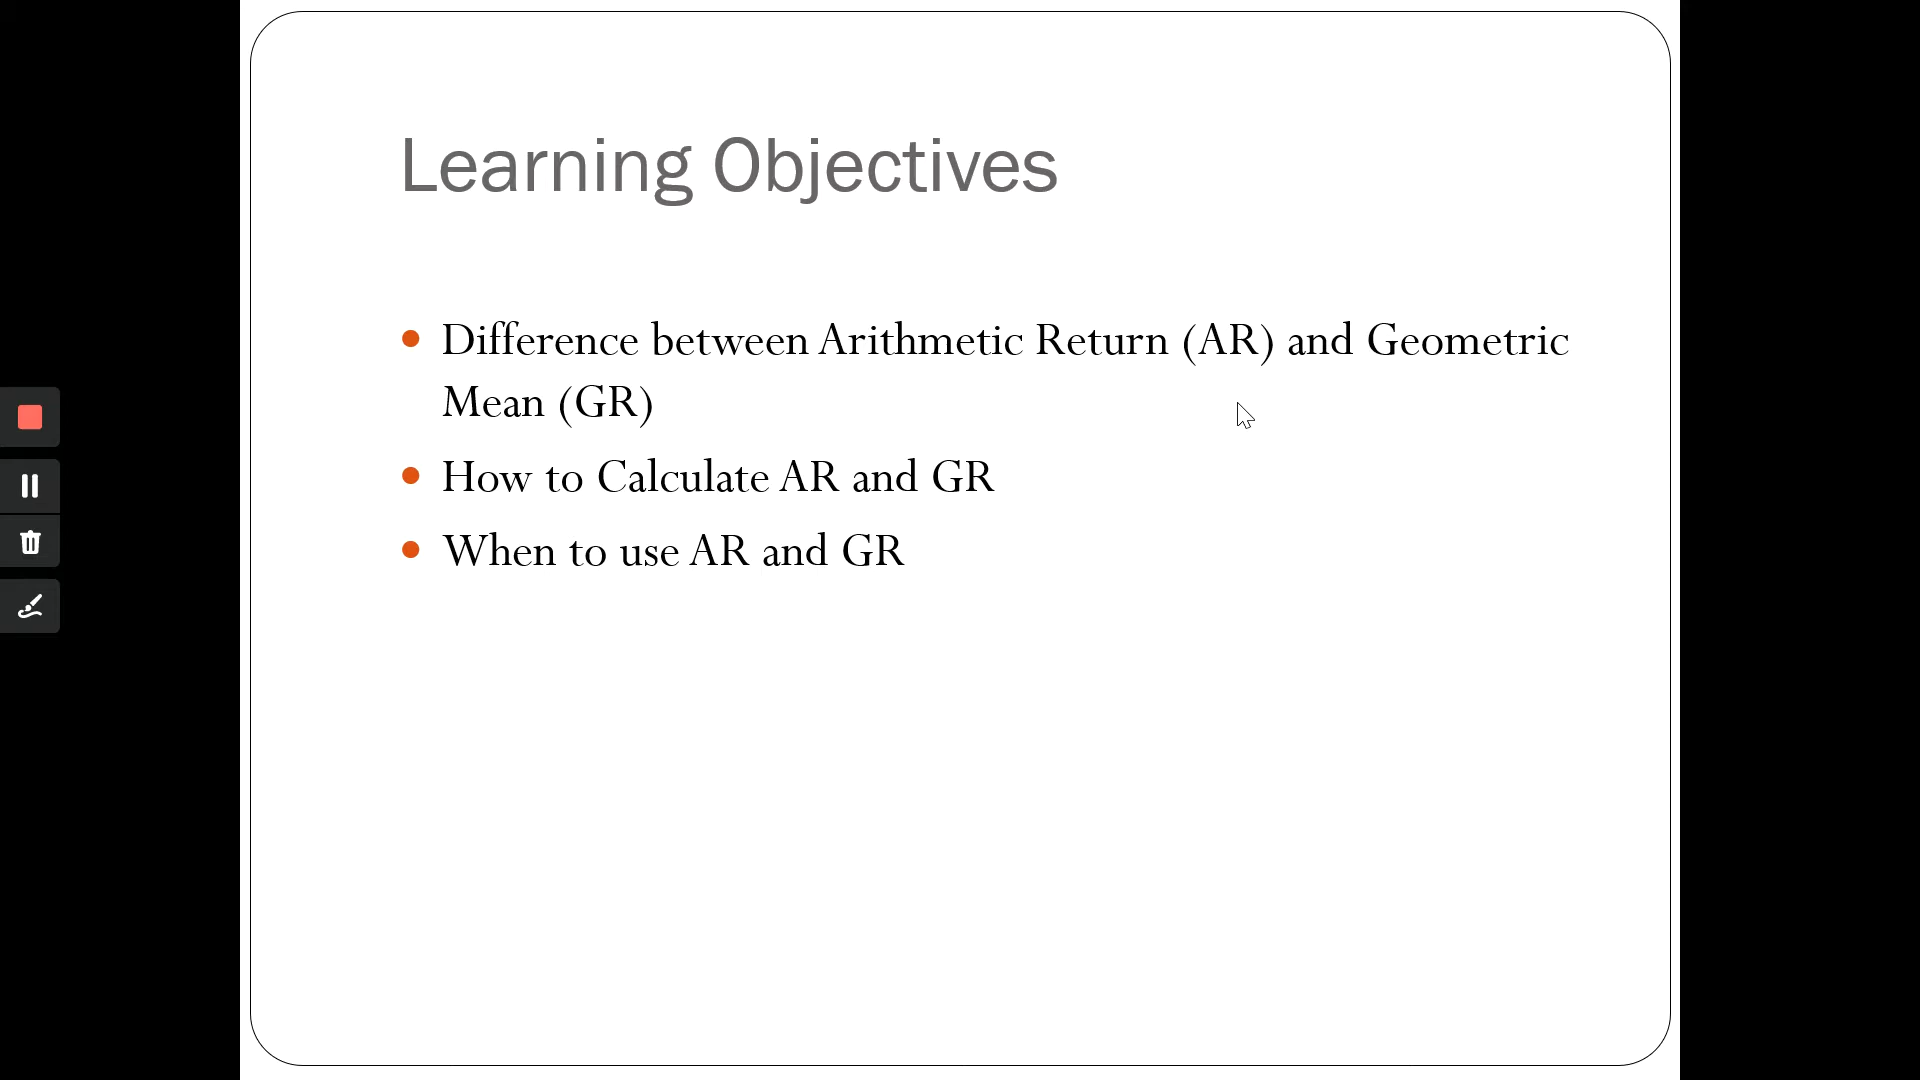 Learning Objectives
Difference between Arithmetic Return (AR) and Geometric
Mean (GR)
How to Calculate AR and GR
When to use AR and GR